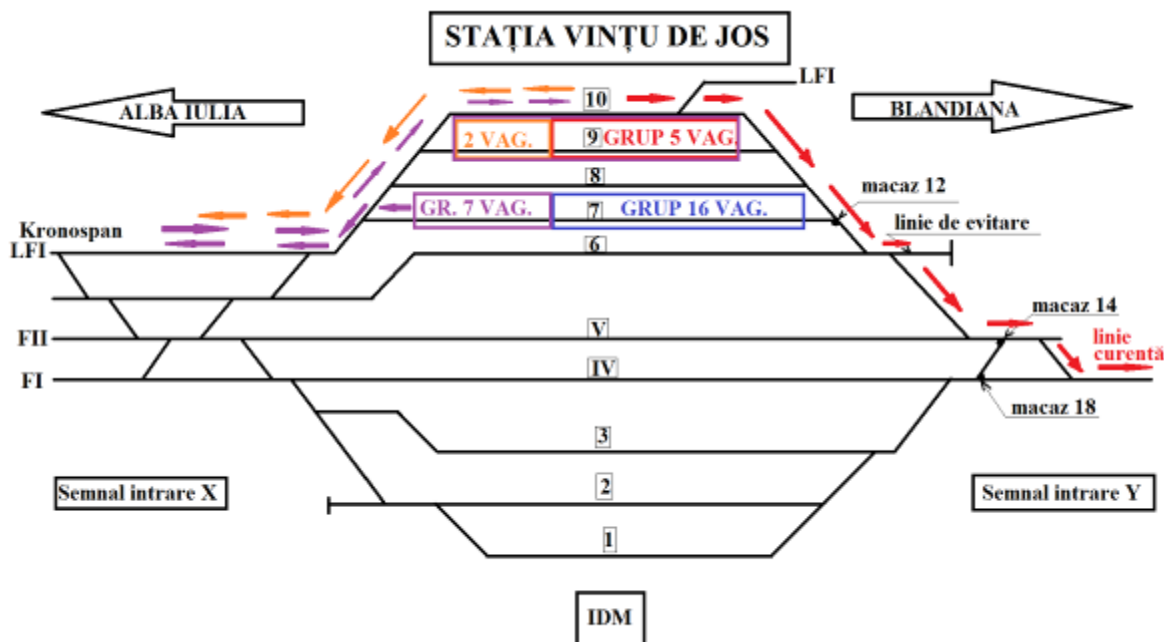 STAȚIA VINȚU DE JOS
LFI
ALBA IULIA
BLANDIANA
10
2 VAG.
9
GRUP 5 VAG.
8
macaz 12
GR. 7 VAG.
7
GRUP 16 VAG.
linie de evitare
Kronospan
LFI
6
macaz 14
FII
V
linie
curentă
FI
IV
macaz 18
3
Semnal intrare X
2
Semnal intrare Y
1
IDM